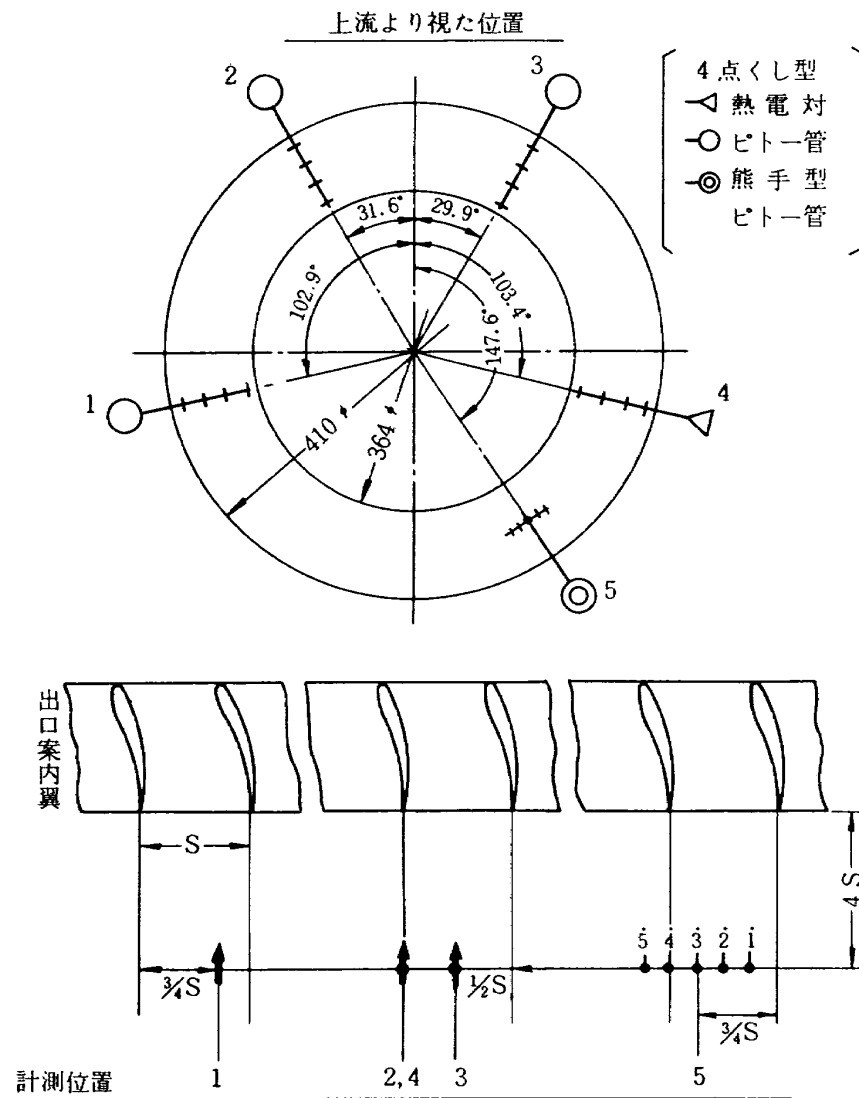 上流より視た位置
2
3
4点くし型
熱電対
ピトー管
熊手型
ピトー管
31.6°
29.9°
102.9°
103.4°
147.6°
1
4
410 φ
364 φ
5
出口案内翼
S
4S
5 4 3 2 1
¾S
½S
¾S
計測位置
1
2,4
3
5